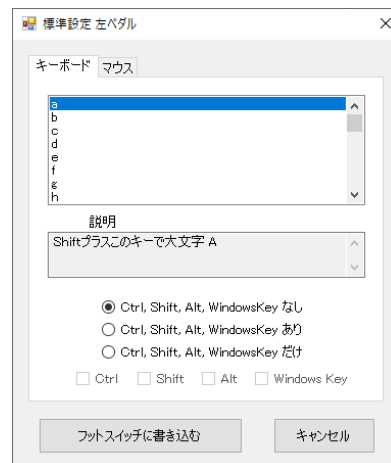 標準設定 左ペダル
キーボード マウス
a
b
c
d
e
f
g
h
説明
Shiftプラスこのキーで大文字 A
Ctrl, Shift, Alt, WindowsKey なし
Ctrl, Shift, Alt, WindowsKey あり
Ctrl, Shift, Alt, WindowsKey だけ
Ctrl Shift Alt Windows Key
フットスイッチに書き込む キャンセル